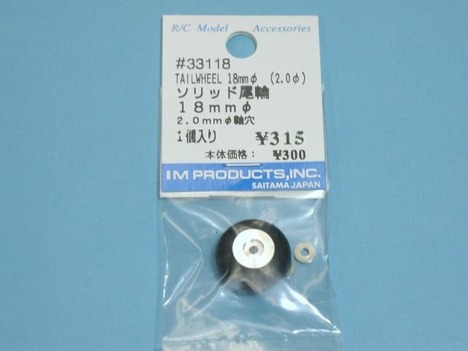 R/C Model Accessories
#33118
TAILWHEEL 18mmφ (2.0φ)
ソリッド尾輪
18mmφ
2.0mmφ軸穴
1個入り ¥315
本体価格: ¥300
IM PRODUCTS,INC.
SAITAMA JAPAN